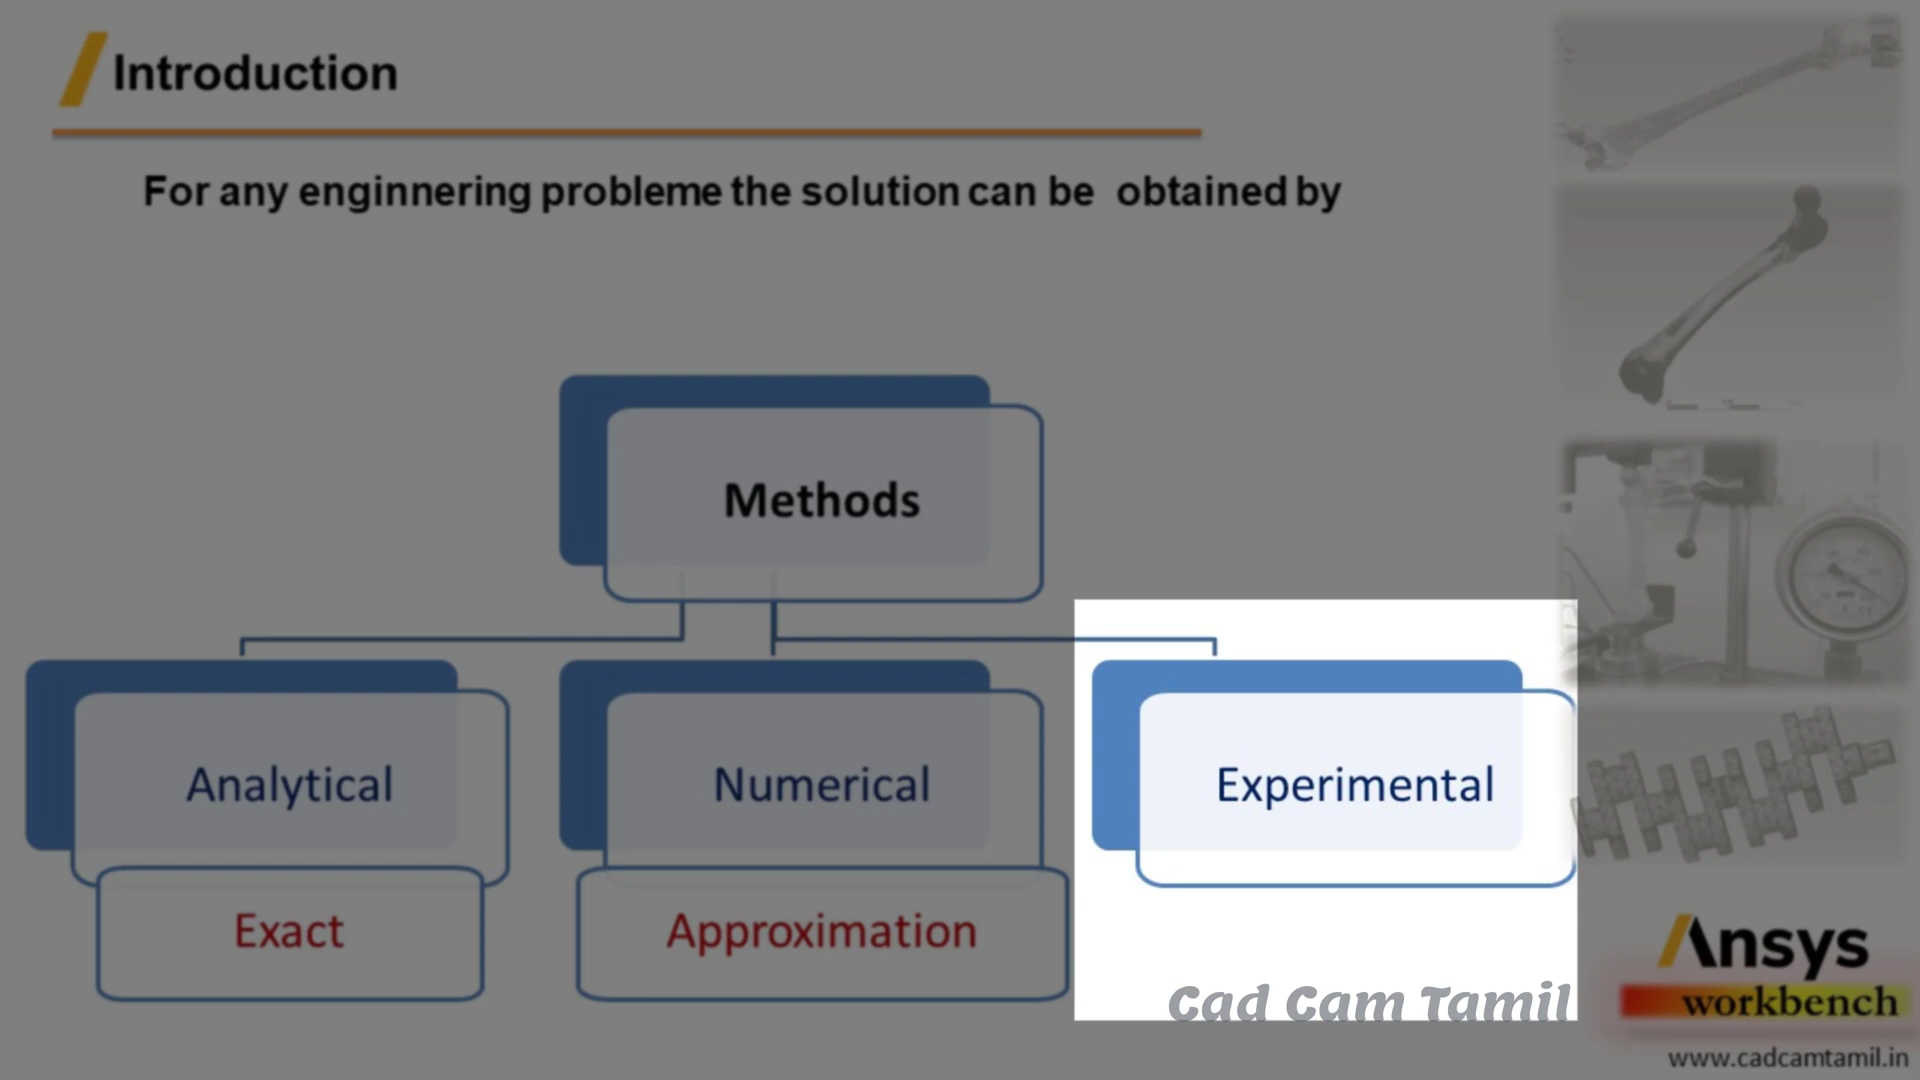 Introduction
For any enginnering probleme the solution can be obtained by
Methods
Analytical
Numerical
Experimental
Exact
Approximation
Cad Cam Tamil
Ansys
workbench
www.cadcamtamil.in